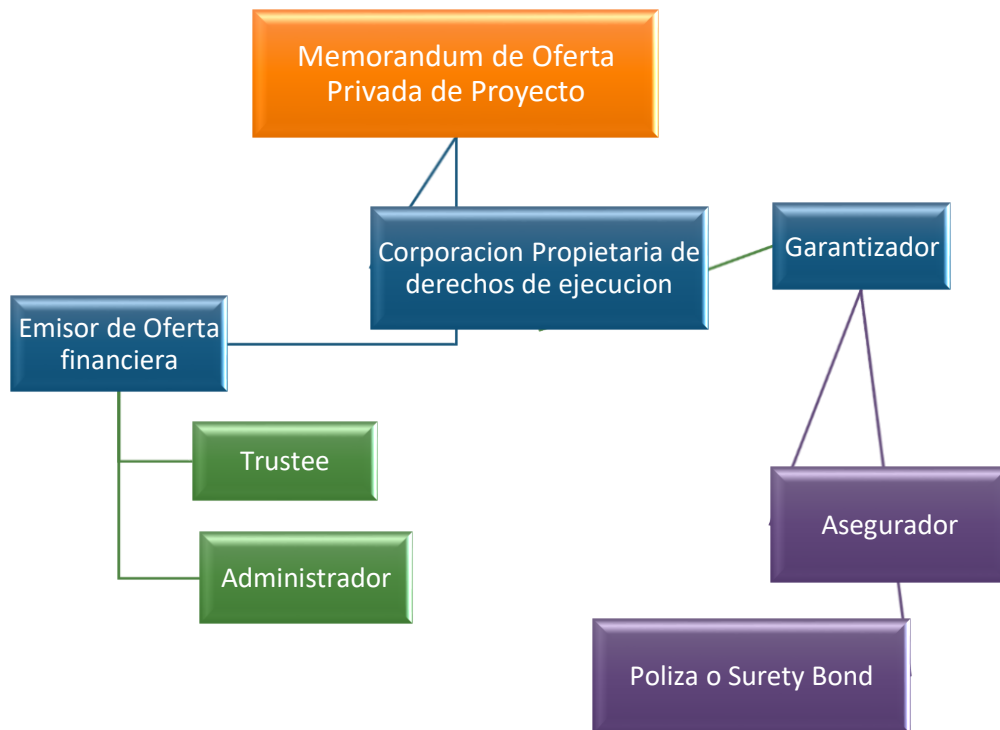 Memorandum de Oferta
Privada de Proyecto
Corporacion Propietaria de
derechos de ejecucion
Garantizador
Emisor de Oferta
financiera
Trustee
Administrador
Asegurador
Poliza o Surety Bond